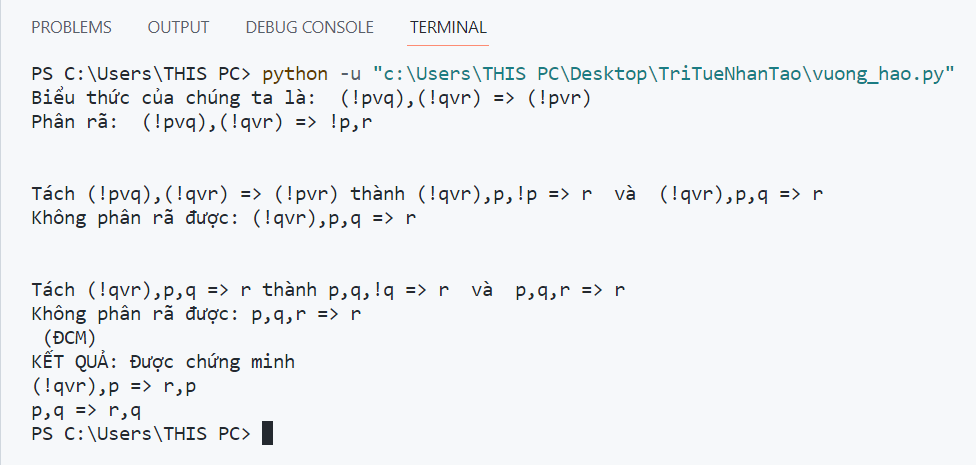 PROBLEMS OUTPUT DEBUG CONSOLE TERMINAL
PS C:\Users\THIS PC> python -u "c:\Users\THIS PC\Desktop\TriTueNhanTao\vuong_hao.py"
Biểu thức của chúng ta là:  (!pvq),(!qvr) => (!pvr)
Phân rã:  (!pvq),(!qvr) => !p,r
Tách (!pvq),(!qvr) => (!pvr) thành (!qvr),p,!p => r  và  (!qvr),p,q => r
Không phân rã được: (!qvr),p,q => r
Tách (!qvr),p,q => r thành p,q,!q => r  và  p,q,r => r
Không phân rã được: p,q,r => r
(ĐCM)
KẾT QUẢ: Được chứng minh
(!qvr),p => r,p
p,q => r,q
PS C:\Users\THIS PC>